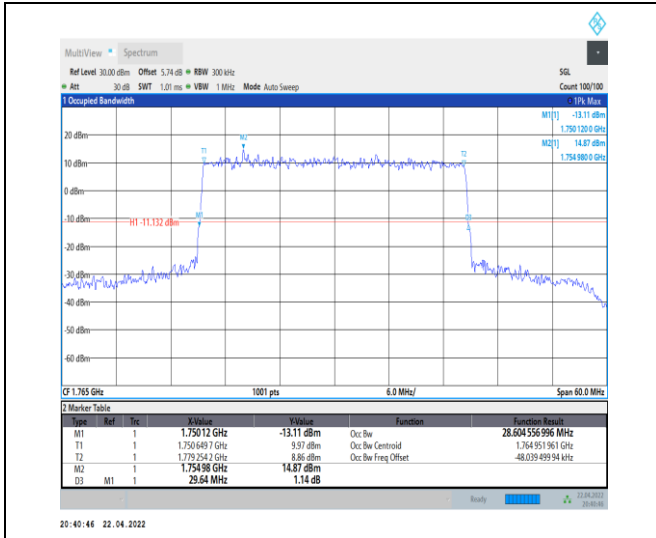 MultiView Spectrum
Ref Level 30.00 dBm Offset 5.74 dB RBW 300 kHz SGL
Att 30 dB SWT 1.01 ms VBW 1 MHz Mode Auto Sweep Count 100/100
1 Occupied Bandwidth 1Pk Max
M1[1] -13.11 dBm
1.750 120 0 GHz
M2[1] 14.87 dBm
1.754 980 0 GHz
20 dBm
M2
T1
T2
10 dBm
0 dBm
-10 dBm
H1 -11.132 dBm
M1
-20 dBm
-30 dBm
-40 dBm
-50 dBm
-60 dBm
CF 1.765 GHz 1001 pts 6.0 MHz/ Span 60.0 MHz
2 Marker Table
Type Ref Trc X-Value Y-Value Function Function Result
M1 1 1.750 12 GHz -13.11 dBm Occ Bw 28.604 556 996 MHz
T1 1 1.750 649 7 GHz 9.97 dBm Occ Bw Centroid 1.764 951 961 GHz
T2 1 1.779 254 2 GHz 8.86 dBm Occ Bw Freq Offset -48.039 499 94 kHz
M2 1 1.754 98 GHz 14.87 dBm
D3 M1 1 29.64 MHz 1.14 dB
Ready 22.04.2022
20:40:46
20:40:46 22.04.2022